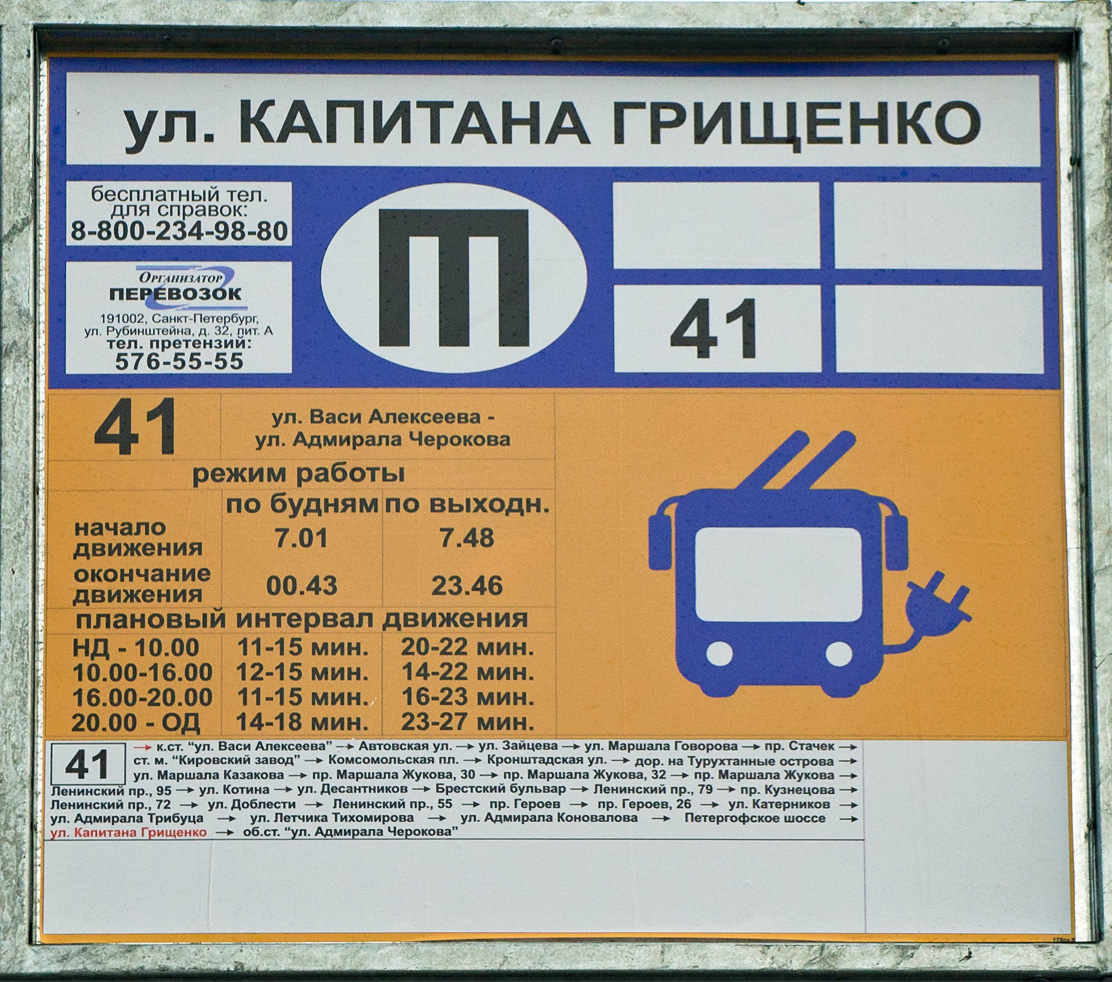 ул. КАПИТАНА ГРИЩЕНКО
бесплатный тел.
для справок:
8-800-234-98-80
Организатор
ПЕРЕВОЗОК
191002, Санкт-Петербург,
ул. Рубинштейна, д. 32, лит. А
тел. претензий:
576-55-55
Ш
41
41
ул. Васи Алексеева -
ул. Адмирала Черокова
режим работы
по будням по выходн.
начало движения 7.01 7.48
окончание движения 00.43 23.46
плановый интервал движения
НД - 10.00 11-15 мин. 20-22 мин.
10.00-16.00 12-15 мин. 14-22 мин.
16.00-20.00 11-15 мин. 16-23 мин.
20.00 - ОД 14-18 мин. 23-27 мин.
41
→ к.ст. "ул. Васи Алексеева" → Автовская ул. → ул. Зайцева → ул. Маршала Говорова → пр. Стачек →
ст. м. "Кировский завод" → Комсомольская пл. → Кронштадская ул. → дор. на Турухтанные острова →
ул. Маршала Казакова → пр. Маршала Жукова, 30 → пр. Маршала Жукова, 32 → пр. Маршала Жукова →
Ленинский пр., 95 → ул. Котина → ул. Десантников → Брестский бульвар → Ленинский пр., 79 → пр. Кузнецова →
Ленинский пр., 72 → ул. Доблести → Ленинский пр., 55 → пр. Героев → пр. Героев, 26 → ул. Катерников →
ул. Адмирала Трибуца → ул. Летчика Тихомирова → ул. Адмирала Коновалова → Петергофское шоссе →
ул. Капитана Грищенко → об.ст. "ул. Адмирала Черокова"